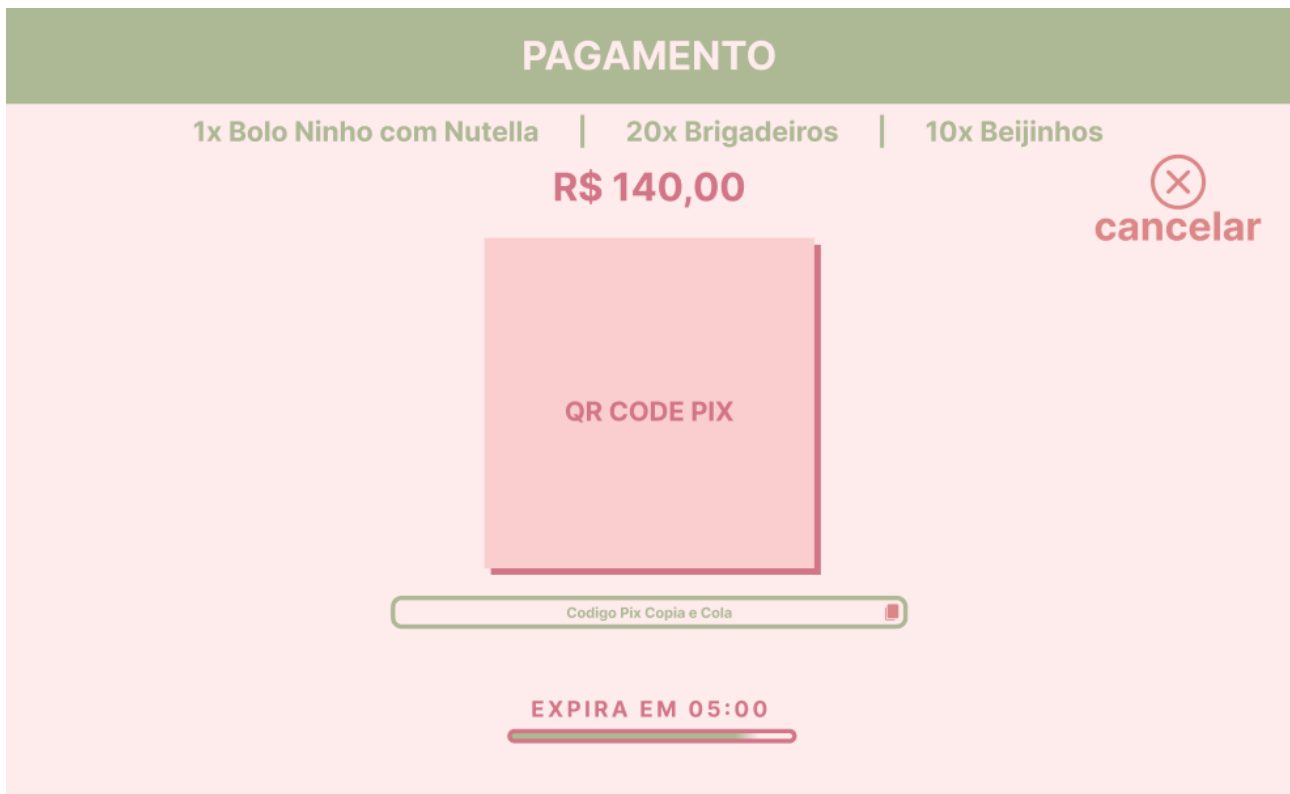 PAGAMENTO
1x Bolo Ninho com Nutella | 20x Brigadeiros | 10x Beijinhos
R$ 140,00
cancelar
QR CODE PIX
Codigo Pix Copia e Cola
EXPIRA EM 05:00